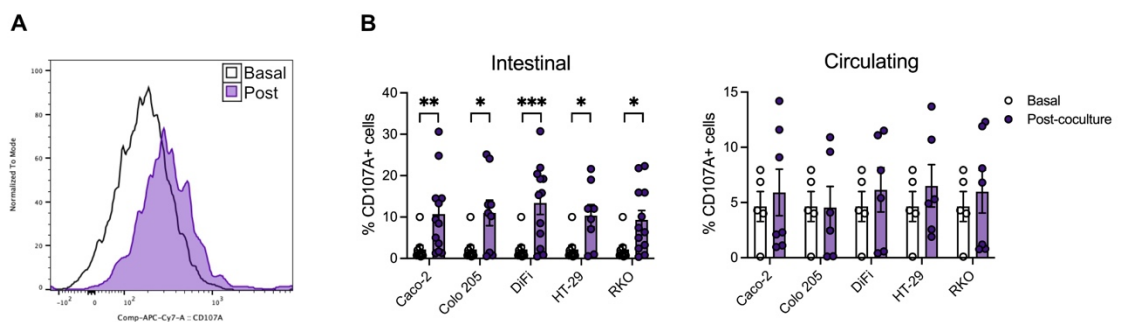 A
Basal
Post
100
80
60
40
20
0
-10²
0
10²
10³
Normalized To Mode
Comp-APC-Cy7-A :: CD107A
B
Intestinal
% CD107A+ cells
40
30
20
10
0
** * *** * *
Caco-2
Colo 205
DiFi
HT-29
RKO
Circulating
% CD107A+ cells
15
10
5
0
Caco-2
Colo 205
DiFi
HT-29
RKO
Basal
Post-coculture